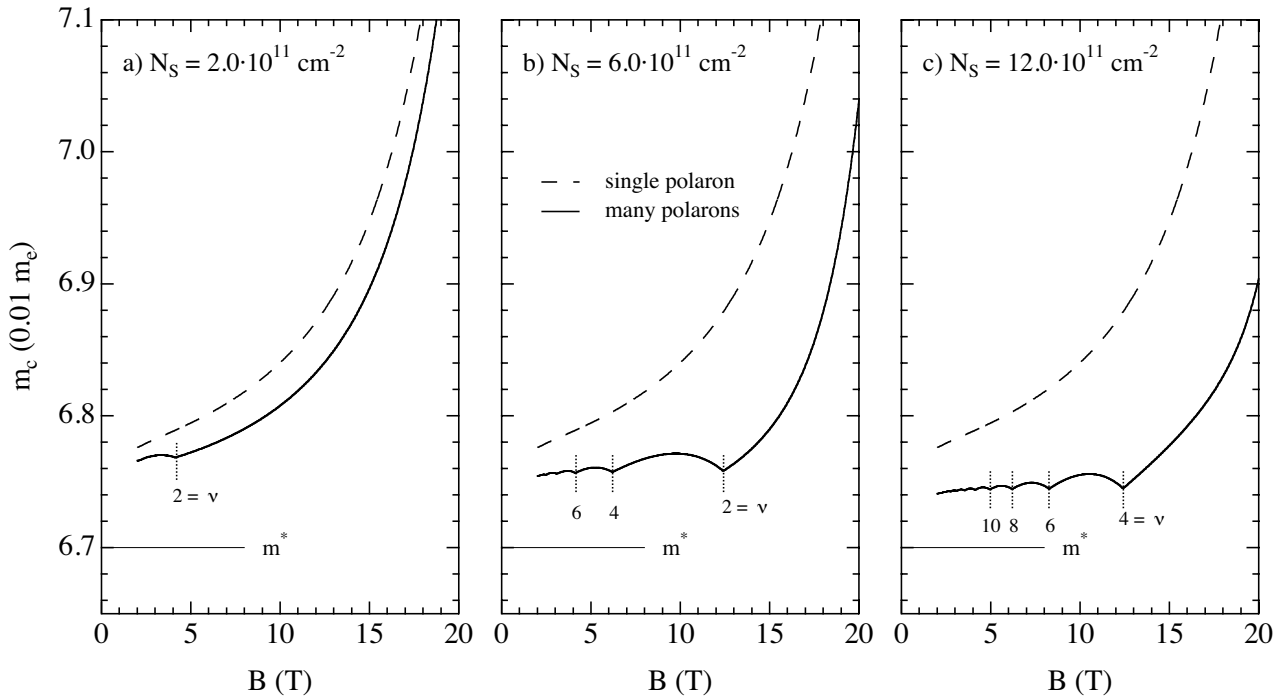 a) N_S = 2.0·10^11 cm^-2
b) N_S = 6.0·10^11 cm^-2
c) N_S = 12.0·10^11 cm^-2
single polaron
many polarons
m_c (0.01 m_e)
7.1
7.0
6.9
6.8
6.7
2 = ν
6
4
2 = ν
10
8
6
4 = ν
m*
m*
m*
0
5
10
15
20
0
5
10
15
20
0
5
10
15
20
B (T)
B (T)
B (T)